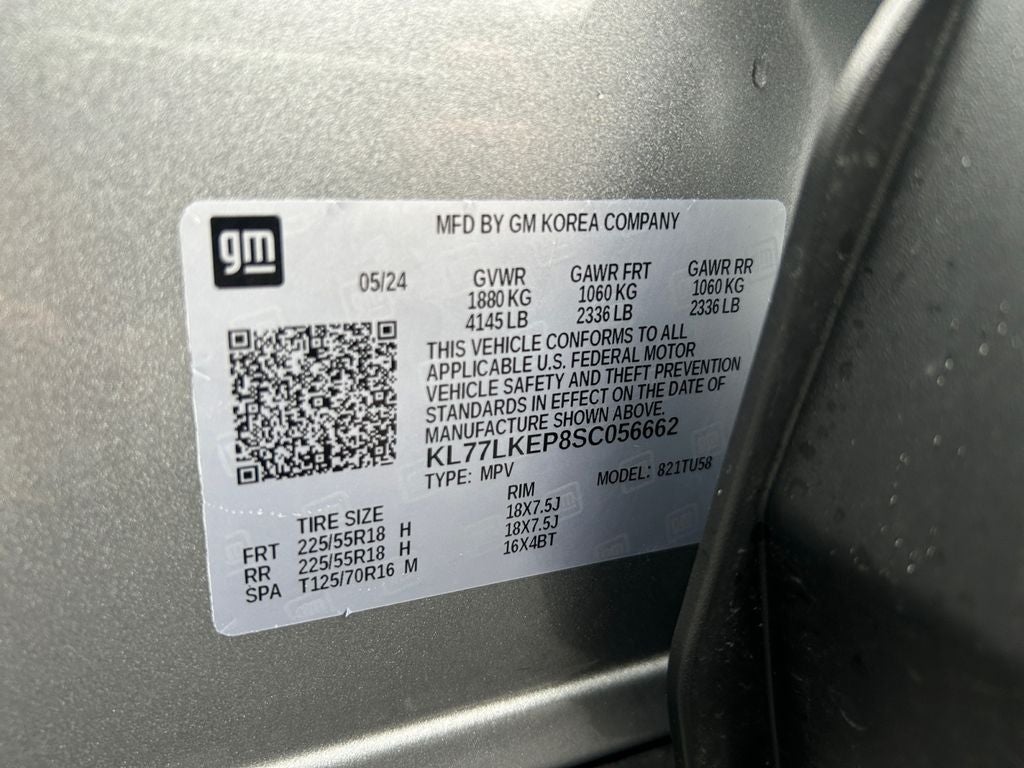 gm
MFD BY GM KOREA COMPANY
05/24 GVWR GAWR FRT GAWR RR
1880 KG 1060 KG 1060 KG
4145 LB 2336 LB 2336 LB
THIS VEHICLE CONFORMS TO ALL
APPLICABLE U.S. FEDERAL MOTOR
VEHICLE SAFETY AND THEFT PREVENTION
STANDARDS IN EFFECT ON THE DATE OF
MANUFACTURE SHOWN ABOVE.
KL77LKEP8SC056662
TYPE: MPV MODEL: 821TU58
TIRE SIZE RIM
FRT 225/55R18 H 18X7.5J
RR 225/55R18 H 18X7.5J
SPA T125/70R16 M 16X4BT